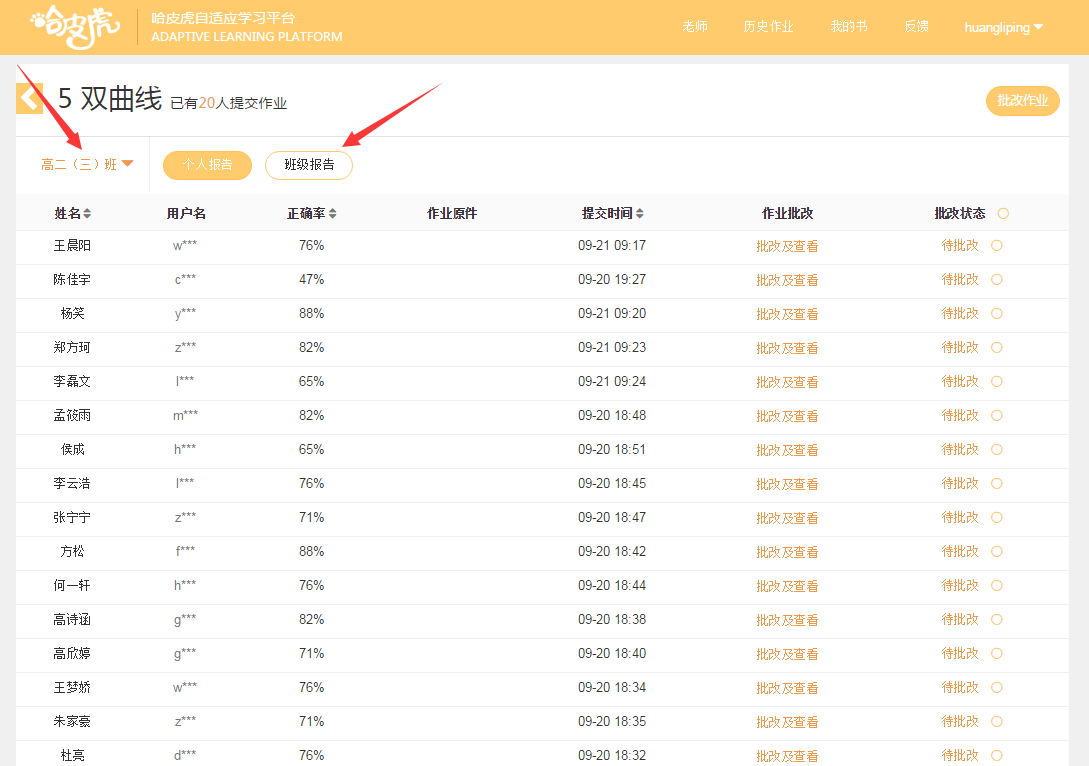 哈皮虎
哈皮虎自适应学习平台
ADAPTIVE LEARNING PLATFORM
老师 历史作业 我的书 反馈 huangliping
5 双曲线 已有20人提交作业
批改作业
高二（三）班 个人报告 班级报告
姓名 用户名 正确率 作业原件 提交时间 作业批改 批改状态
王晨阳 w*** 76% 09-21 09:17 批改及查看 待批改
陈佳宇 c*** 47% 09-20 19:27 批改及查看 待批改
杨笑 y*** 88% 09-21 09:20 批改及查看 待批改
郑方珂 z*** 82% 09-21 09:23 批改及查看 待批改
李磊文 l*** 65% 09-21 09:24 批改及查看 待批改
孟筱雨 m*** 82% 09-20 18:48 批改及查看 待批改
侯成 h*** 65% 09-20 18:51 批改及查看 待批改
李云浩 l*** 76% 09-20 18:45 批改及查看 待批改
张宁宁 z*** 71% 09-20 18:47 批改及查看 待批改
方松 f*** 88% 09-20 18:42 批改及查看 待批改
何一轩 h*** 76% 09-20 18:44 批改及查看 待批改
高诗涵 g*** 82% 09-20 18:38 批改及查看 待批改
高欣婷 g*** 71% 09-20 18:40 批改及查看 待批改
王梦娇 w*** 76% 09-20 18:34 批改及查看 待批改
朱家豪 z*** 71% 09-20 18:35 批改及查看 待批改
杜亮 d*** 76% 09-20 18:32 批改及查看 待批改